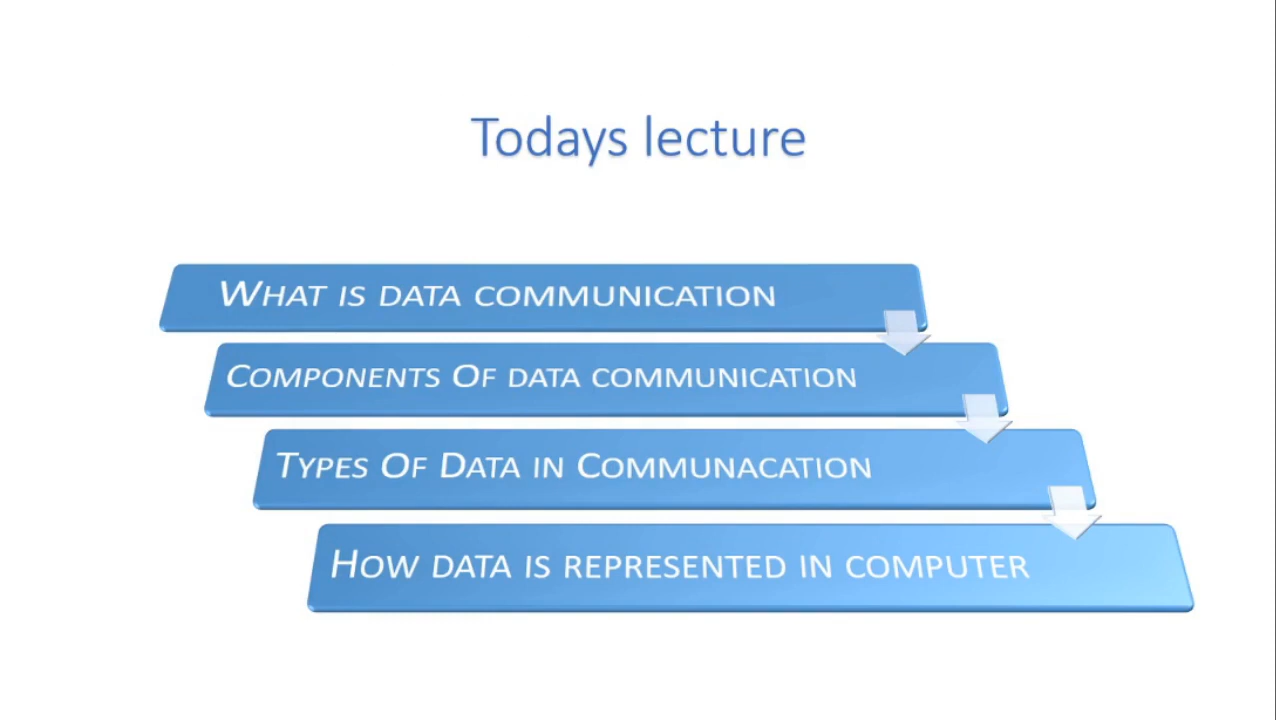 Todays lecture
What is data communication
Components Of data communication
Types Of Data in Communacation
How data is represented in computer